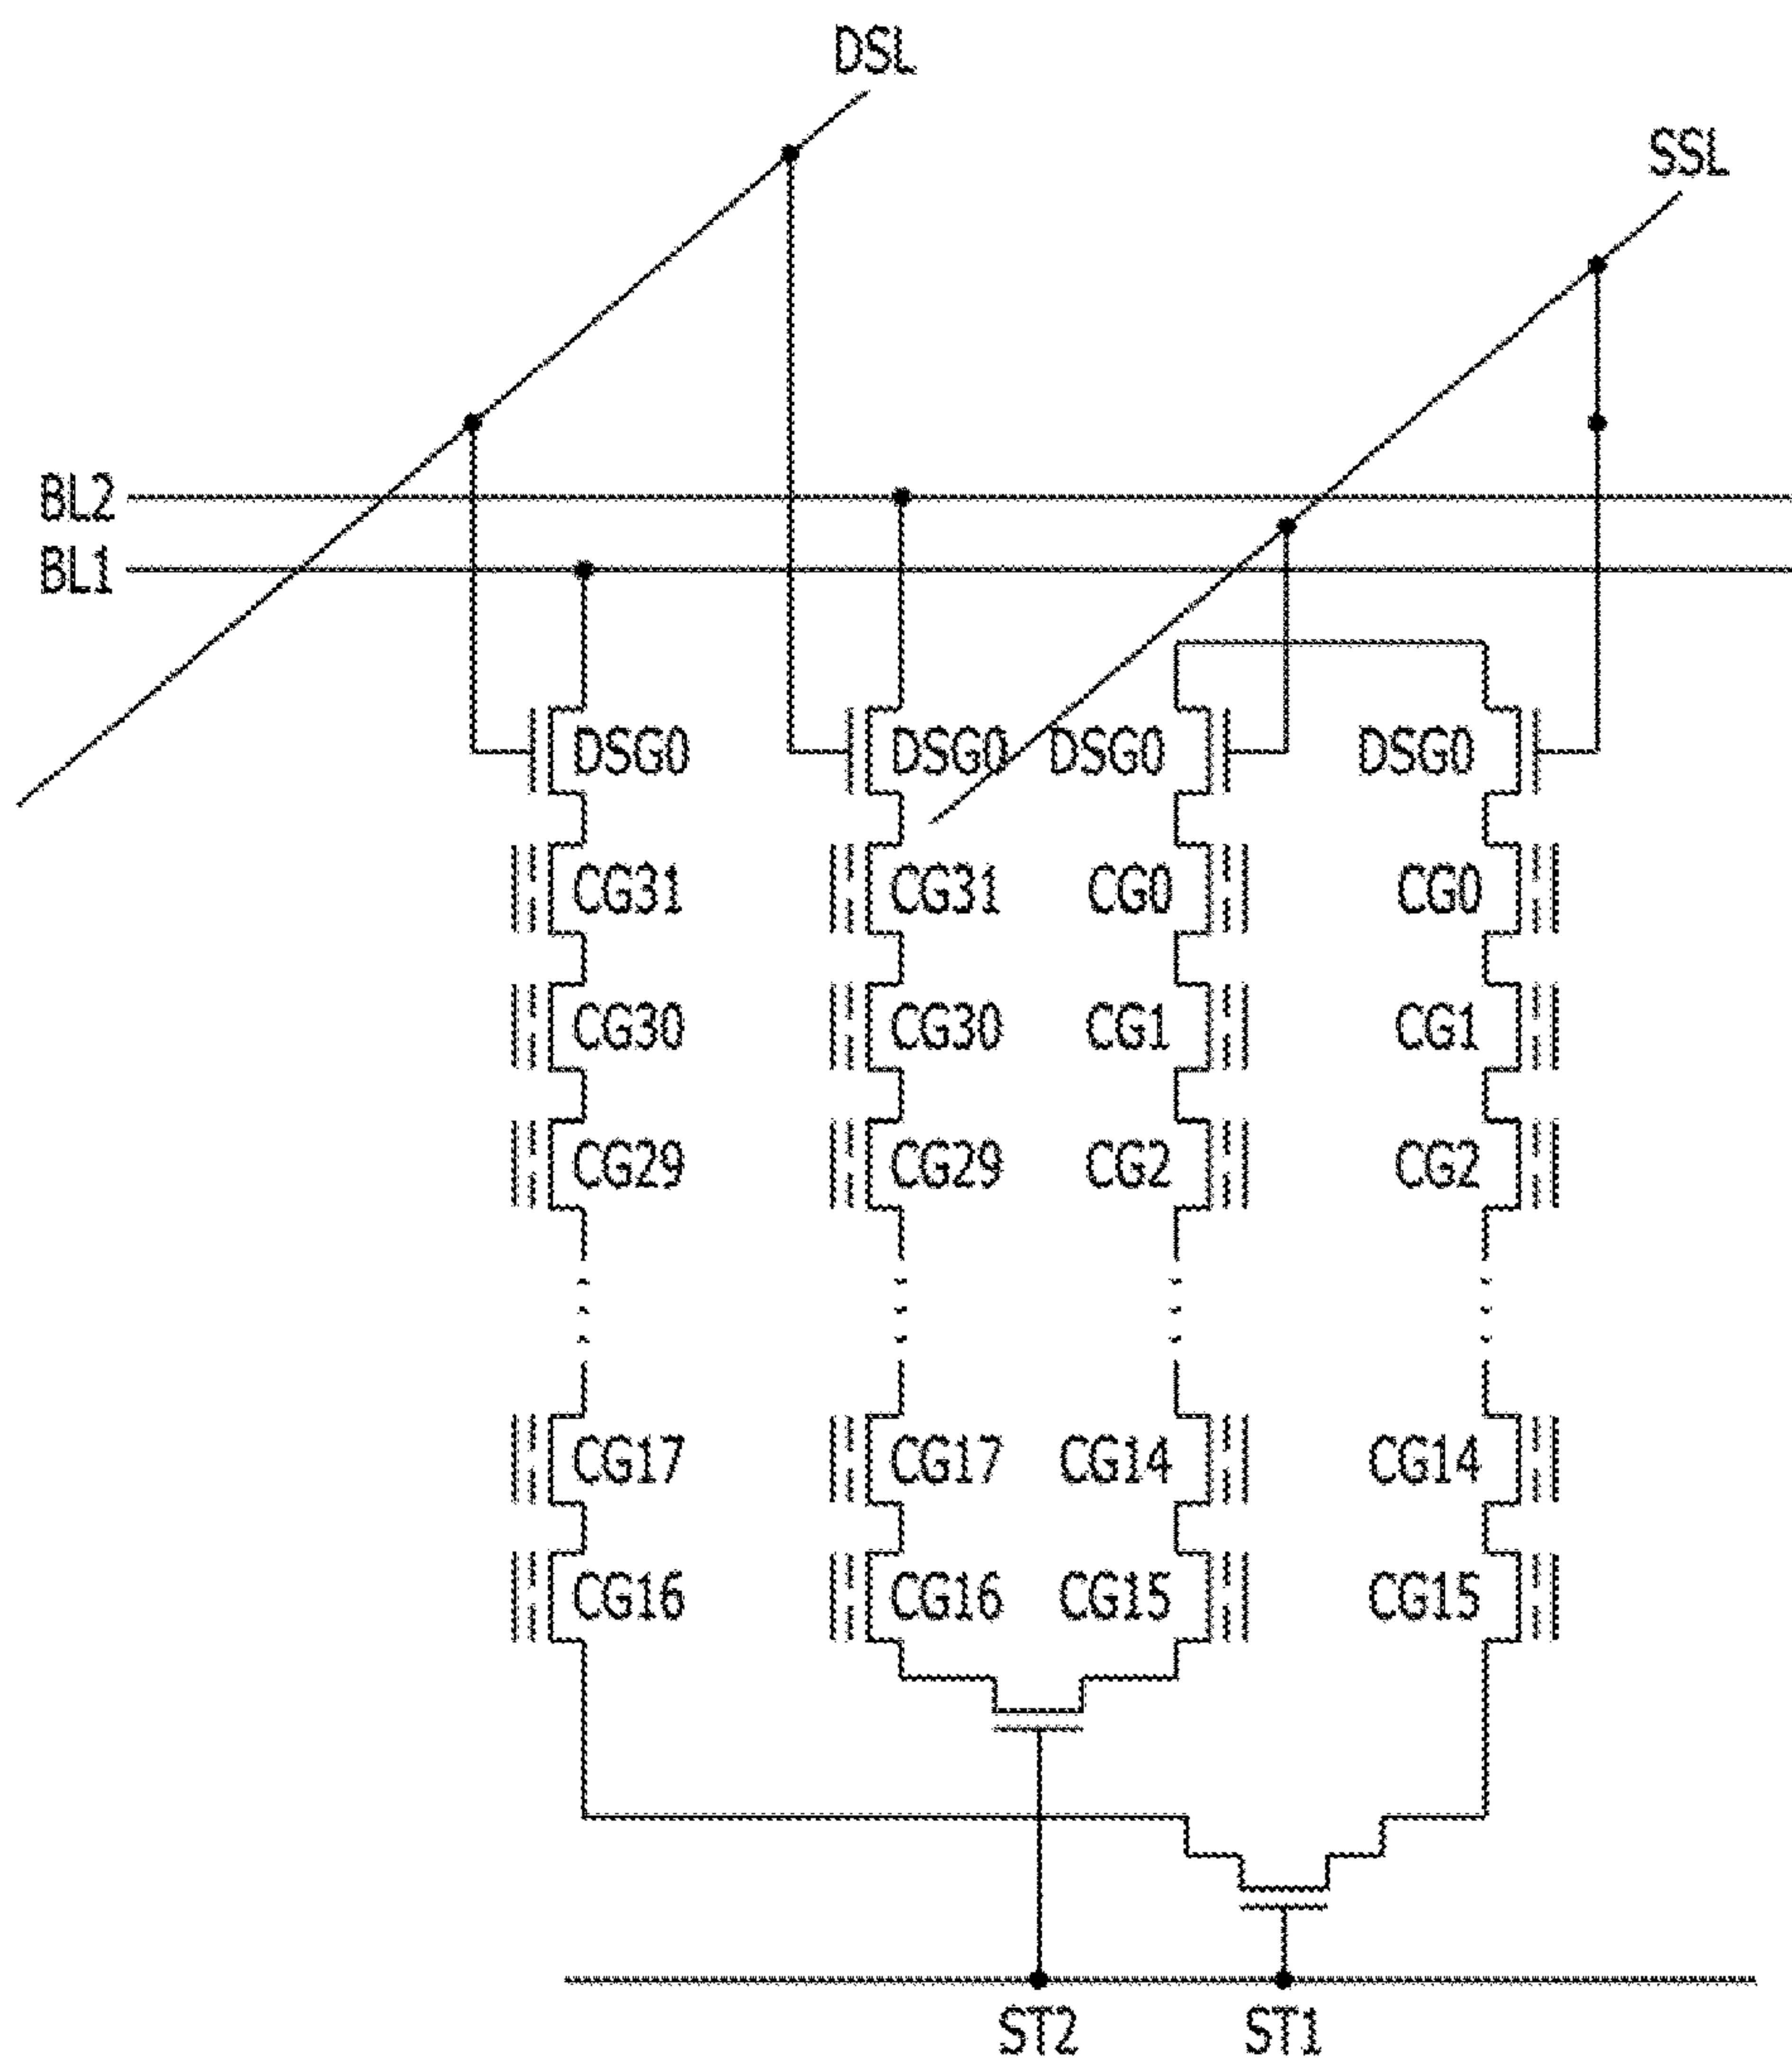 DSL
SSL
BL2
BL1
DSG0 DSG0 DSG0 DSG0
CG31 CG31 CG0 CG0
CG30 CG30 CG1 CG1
CG29 CG29 CG2 CG2
CG17 CG17 CG14 CG14
CG16 CG16 CG15 CG15
ST2 ST1